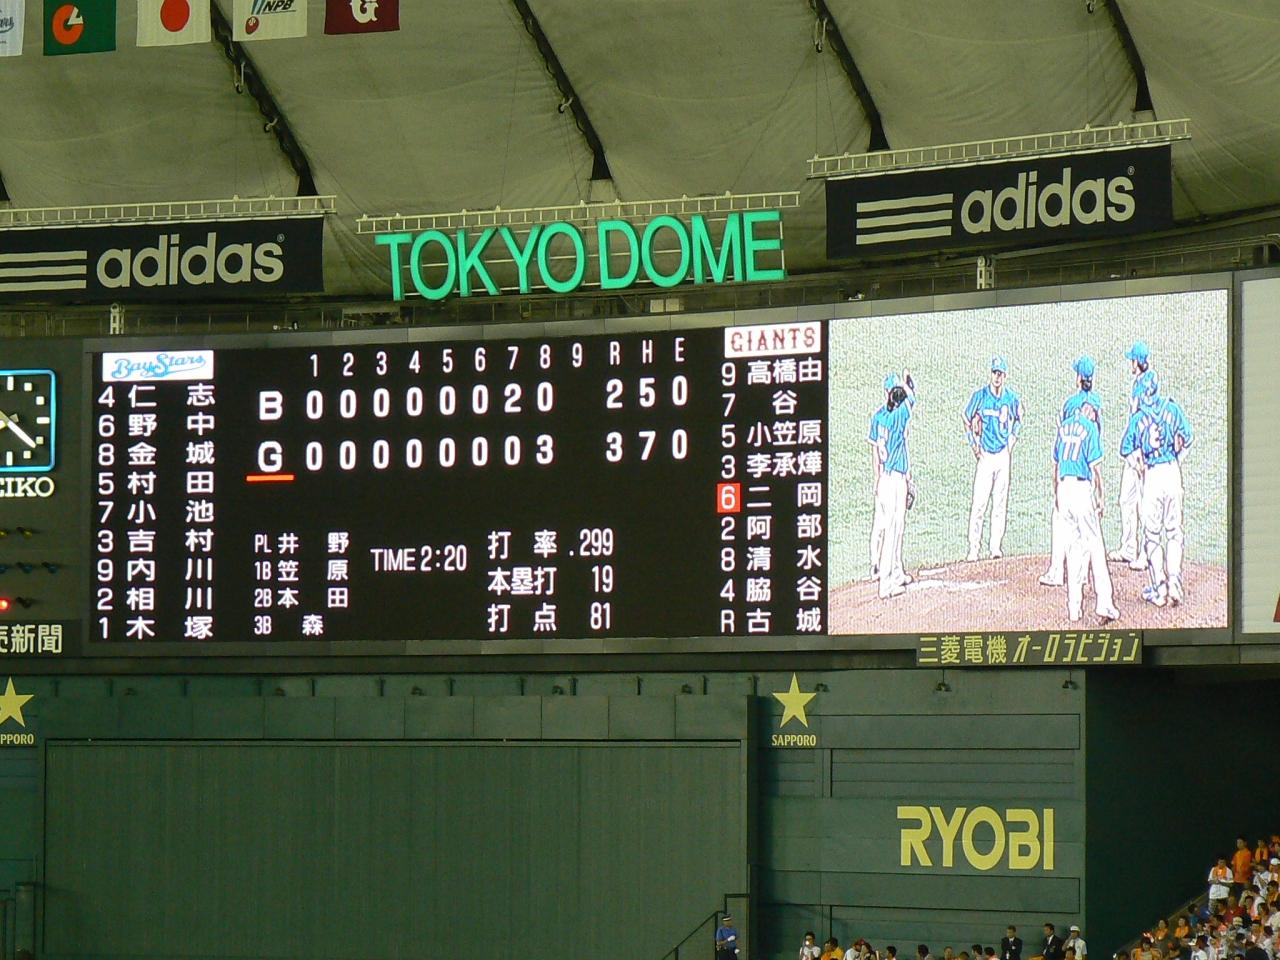 NPB
G
adidas
TOKYO DOME
adidas
BayStars
4 仁志
6 野中
8 金城
5 村田
7 小池
3 吉村
9 内川
2 相川
1 木塚
1 2 3 4 5 6 7 8 9 R H E
B 0 0 0 0 0 0 2 0 2 5 0
G 0 0 0 0 0 0 0 3 3 7 0
PL 井野
1B 笠原
2B 本田
3B 森
TIME 2:20
打率 .299
本塁打 19
打点 81
GIANTS
9 高橋由
7 谷
5 小笠原
3 李承燁
6 二岡
2 阿部
8 清水
4 脇谷
R 古城
17
三菱電機 オーロラビジョン
EIKO
売新聞
PPORO
SAPPORO
RYOBI